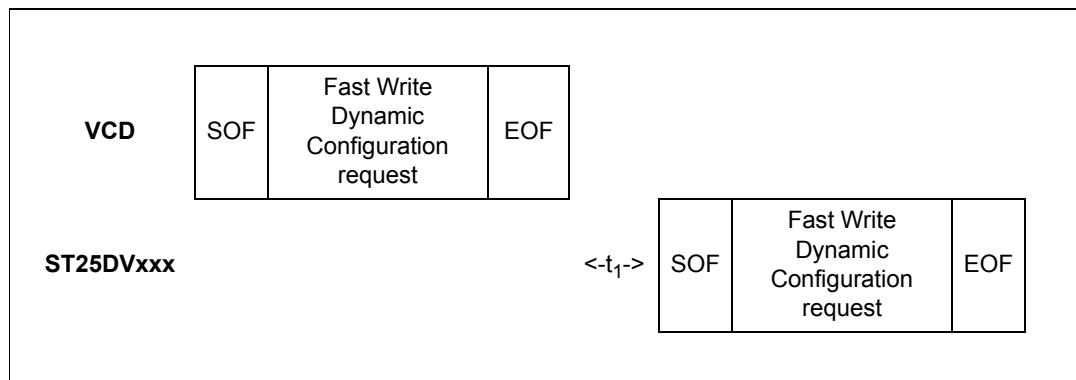 VCD
SOF
Fast Write
Dynamic
Configuration
request
EOF
ST25DVxxx
<-t₁->
SOF
Fast Write
Dynamic
Configuration
request
EOF